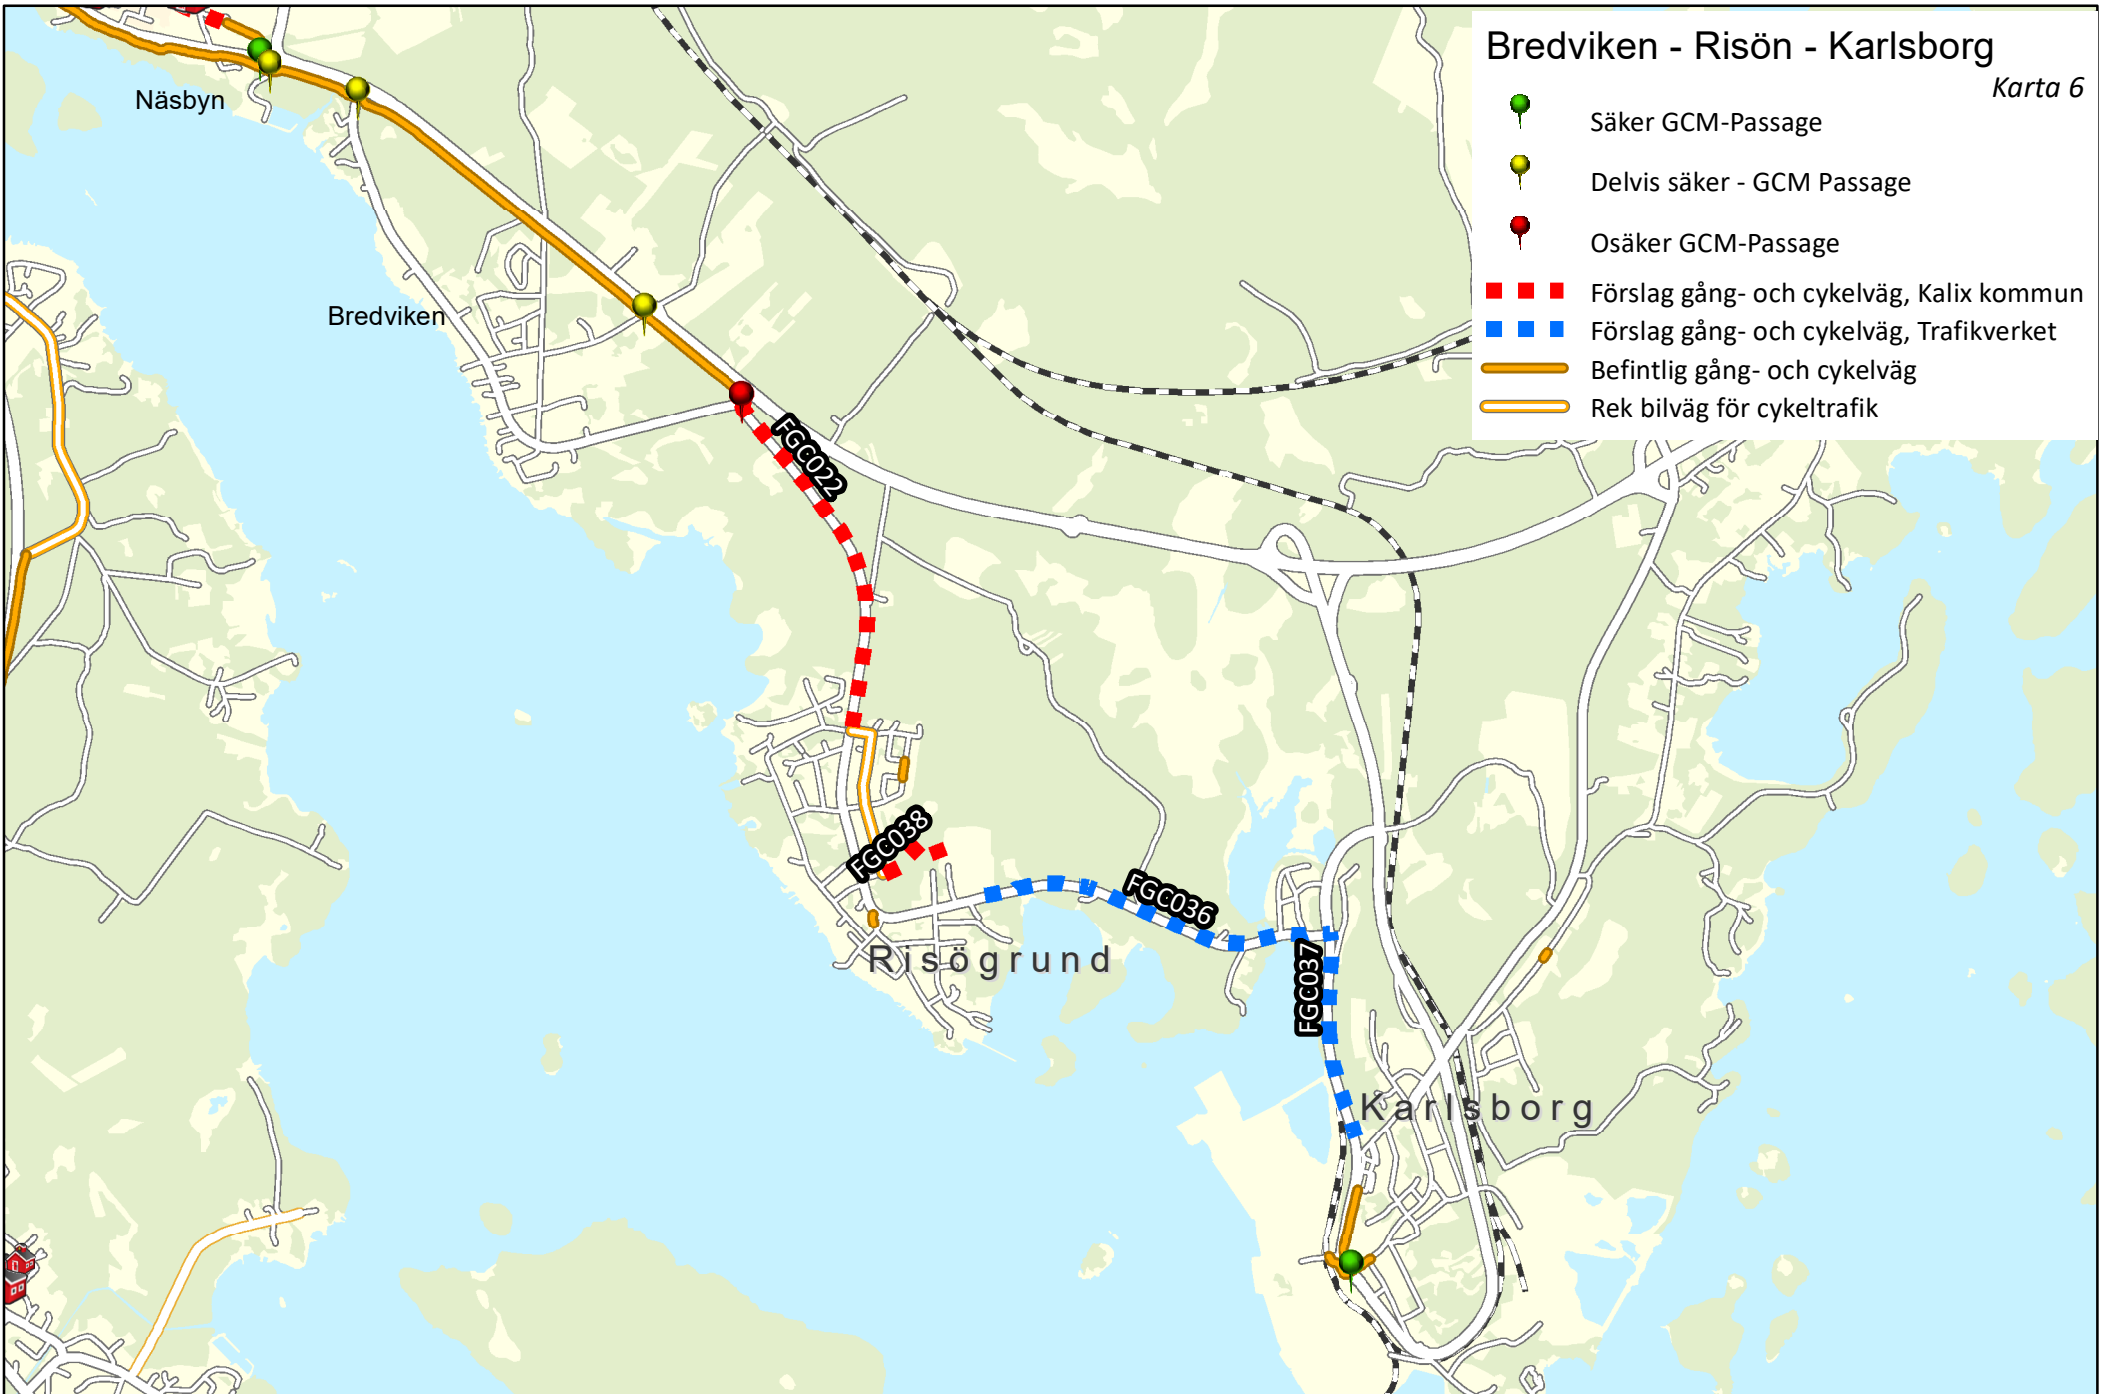 Bredviken - Risön - Karlsborg
Karta 6
Säker GCM-Passage
Delvis säker - GCM Passage
Osäker GCM-Passage
Förslag gång- och cykelväg, Kalix kommun
Förslag gång- och cykelväg, Trafikverket
Befintlig gång- och cykelväg
Rek bilväg för cykeltrafik
Näsbyn
Bredviken
FGC022
FGC038
FGC036
Risögrund
FGC037
Karlsborg